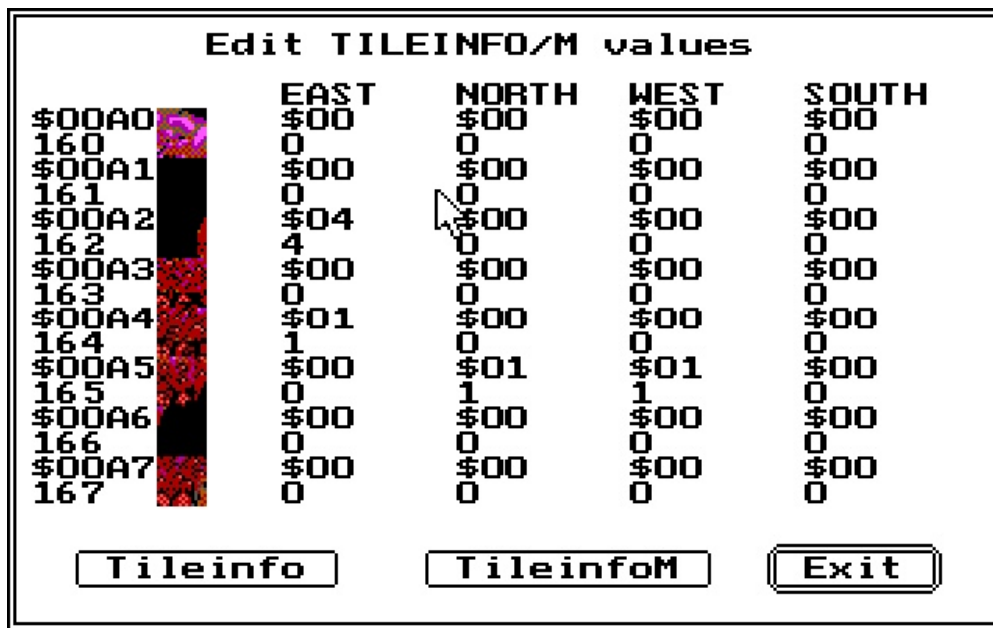 Edit TILEINFO/M values
EAST NORTH WEST SOUTH
$00A0 $00 $00 $00 $00
160 0 0 0 0
$00A1 $00 $00 $00 $00
161 0 0 0 0
$00A2 $04 $00 $00 $00
162 4 0 0 0
$00A3 $00 $00 $00 $00
163 0 0 0 0
$00A4 $01 $00 $00 $00
164 1 0 0 0
$00A5 $00 $01 $01 $00
165 0 1 1 0
$00A6 $00 $00 $00 $00
166 0 0 0 0
$00A7 $00 $00 $00 $00
167 0 0 0 0
Tileinfo TileinfoM Exit